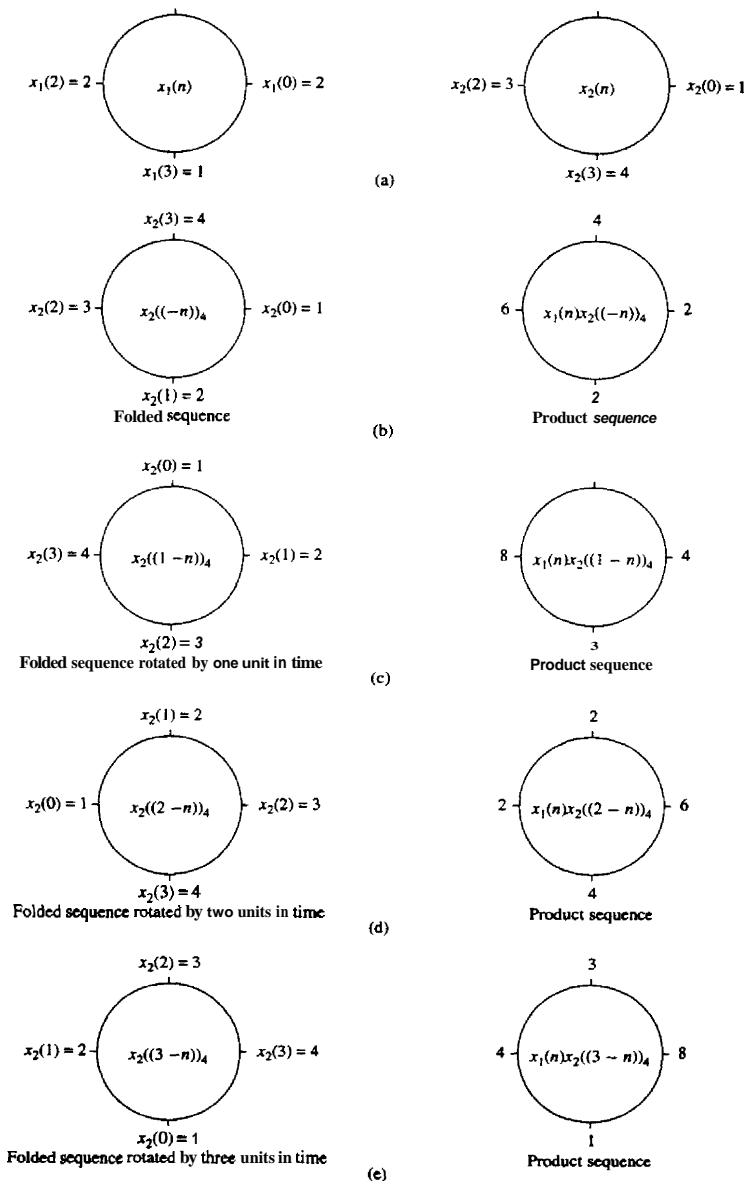 x₁(2) = 2 x₁(n) x₁(0) = 2 x₂(2) = 3 x₂(n) x₂(0) = 1
x₁(3) = 1 x₂(3) = 4
(a)
x₂(3) = 4 4
x₂(2) = 3 x₂((−n))₄ x₂(0) = 1 6 x₁(n)x₂((−n))₄ 2
x₂(1) = 2 2
Folded sequence Product sequence
(b)
x₂(0) = 1
x₂(3) = 4 x₂((1 −n))₄ x₂(1) = 2 8 x₁(n)x₂((1 − n))₄ 4
x₂(2) = 3 3
Folded sequence rotated by one unit in time Product sequence
(c)
x₂(1) = 2 2
x₂(0) = 1 x₂((2 −n))₄ x₂(2) = 3 2 x₁(n)x₂((2 − n))₄ 6
x₂(3) = 4 4
Folded sequence rotated by two units in time Product sequence
(d)
x₂(2) = 3 3
x₂(1) = 2 x₂((3 −n))₄ x₂(3) = 4 4 x₁(n)x₂((3 − n))₄ 8
x₂(0) = 1 1
Folded sequence rotated by three units in time Product sequence
(e)